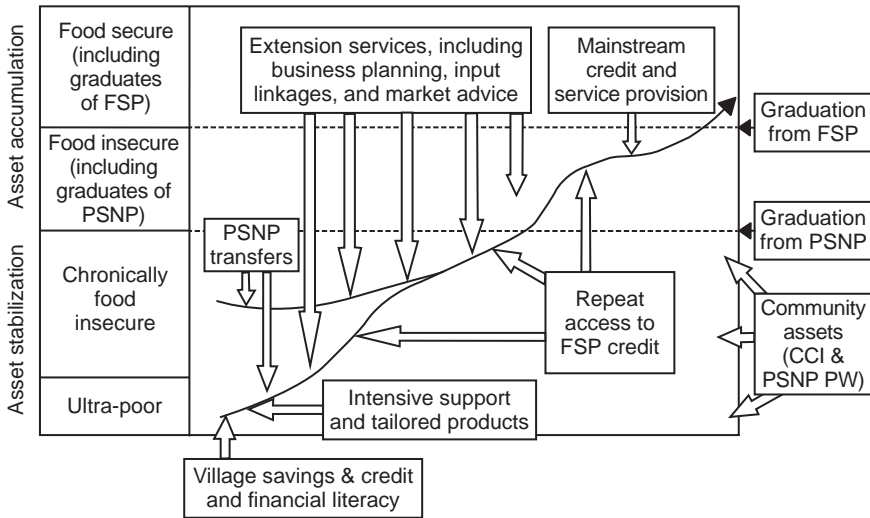 Asset accumulation
Asset stabilization
Food secure
(including
graduates
of FSP)
Food insecure
(including
graduates of
PSNP)
Chronically
food
insecure
Ultra-poor
Extension services, including
business planning, input
linkages, and market advice
Mainstream
credit and
service provision
Graduation
from FSP
PSNP
transfers
Graduation
from PSNP
Repeat
access to
FSP credit
Community
assets
(CCI &
PSNP PW)
Intensive support
and tailored products
Village savings & credit
and financial literacy